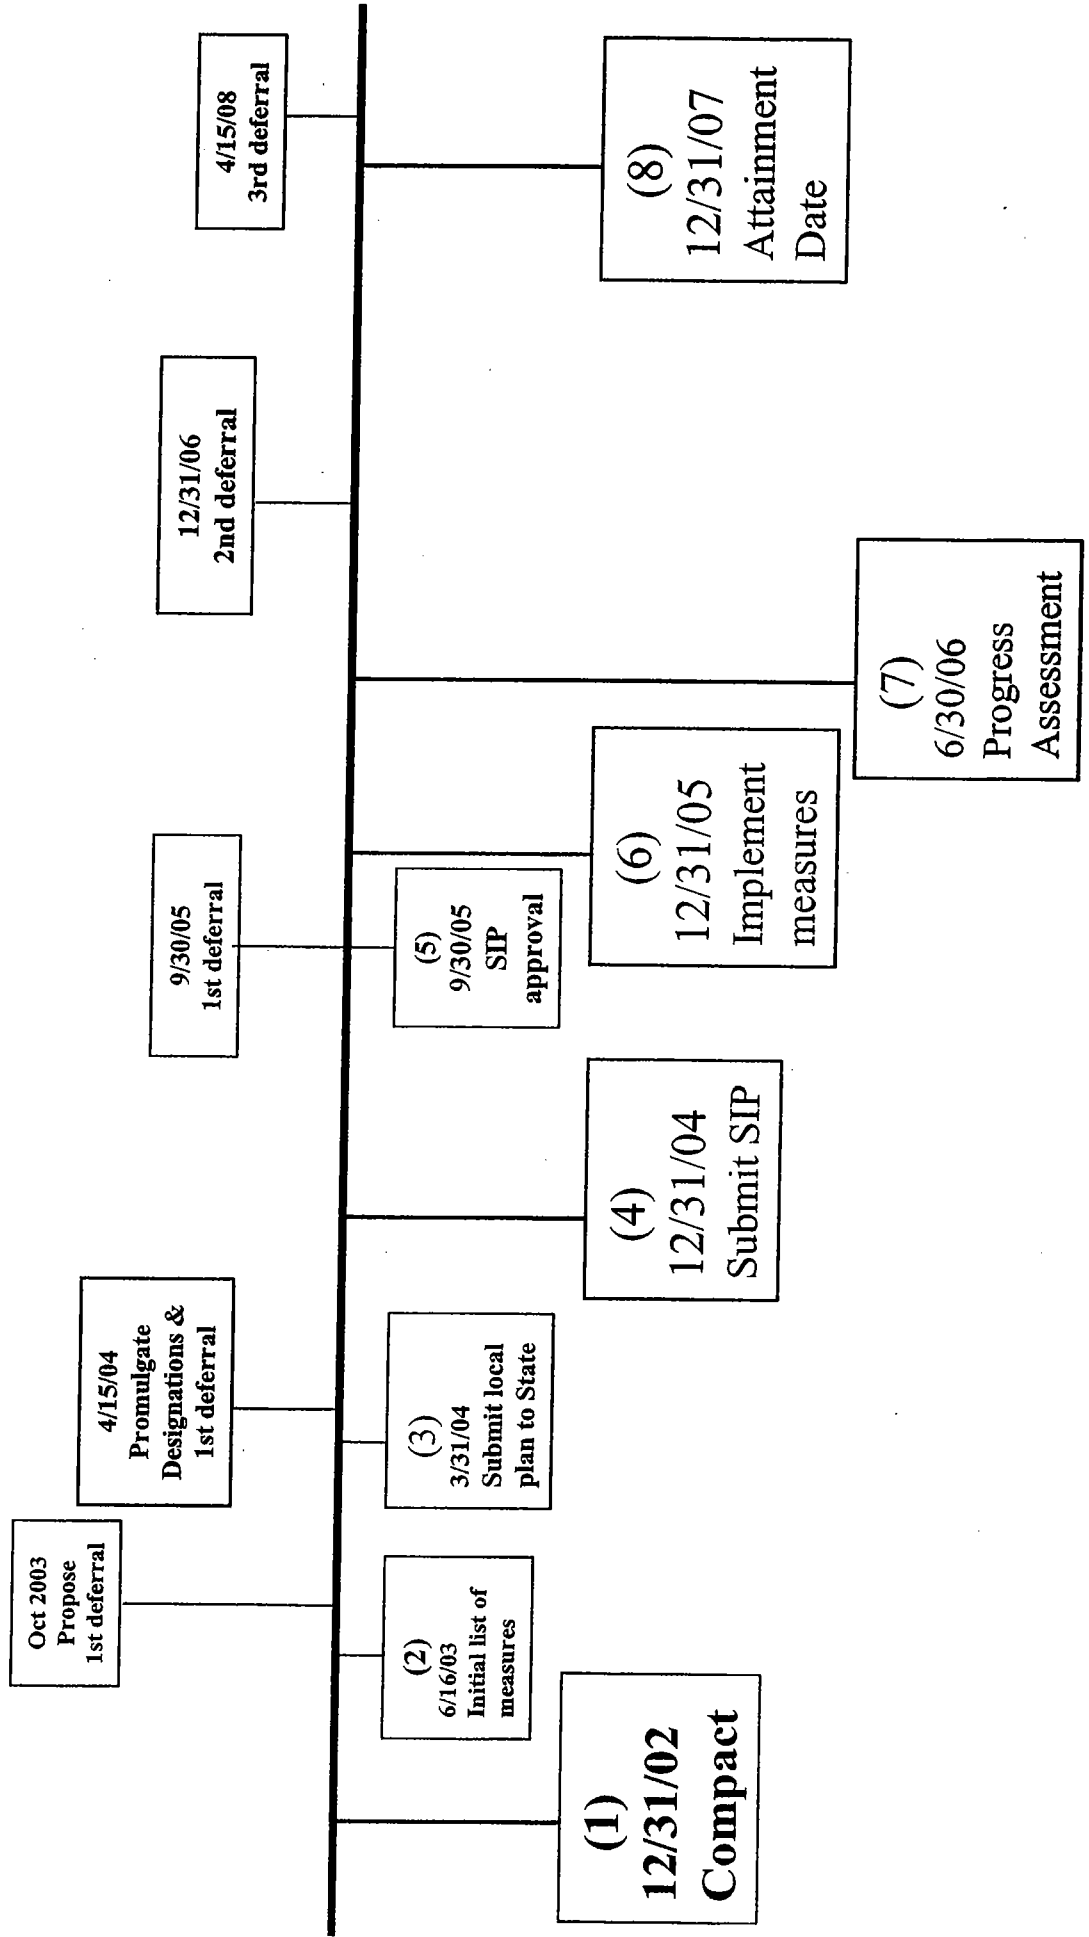 Oct 2003
Propose
1st deferral
4/15/04
Promulgate
Designations &
1st deferral
9/30/05
1st deferral
12/31/06
2nd deferral
4/15/08
3rd deferral
(1)
12/31/02
Compact
(2)
6/16/03
Initial list of
measures
(3)
3/31/04
Submit local
plan to State
(4)
12/31/04
Submit SIP
(5)
9/30/05
SIP
approval
(6)
12/31/05
Implement
measures
(7)
6/30/06
Progress
Assessment
(8)
12/31/07
Attainment
Date